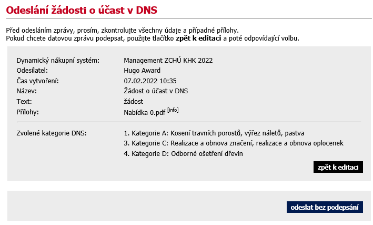 Odeslání žádosti o účast v DNS
Před odesláním zprávy, prosím, zkontrolujte všechny údaje a případné přílohy.
Pokud chcete datovou zprávu podepsat, použijte tlačítko zpět k editaci a poté odpovídající volbu.
Dynamický nákupní systém: Management ZCHÚ KHK 2022
Odesilatel: Hugo Award
Čas vytvoření: 07.02.2022 10:35
Název: Žádost o účast v DNS
Text: žádost
Přílohy: Nabídka 0.pdf [info]
Zvolené kategorie DNS: 1. Kategorie A: Kosení travních porostů, výřez náletů, pastva
3. Kategorie C: Realizace a obnova značení, realizace a obnova oplocenek
4. Kategorie D: Odborné ošetření dřevin
zpět k editaci
odeslat bez podepsání